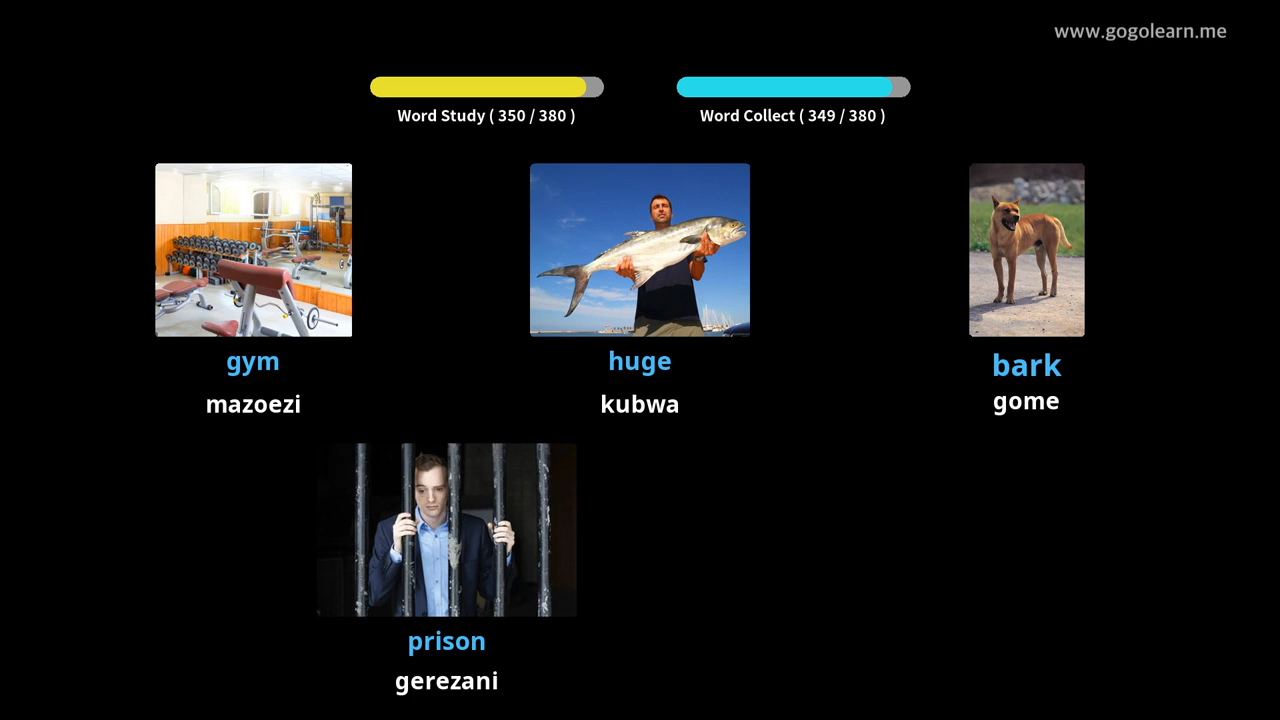 www.gogolearn.me
Word Study ( 350 / 380 )
Word Collect ( 349 / 380 )
gym
mazoezi
huge
kubwa
bark
gome
prison
gerezani